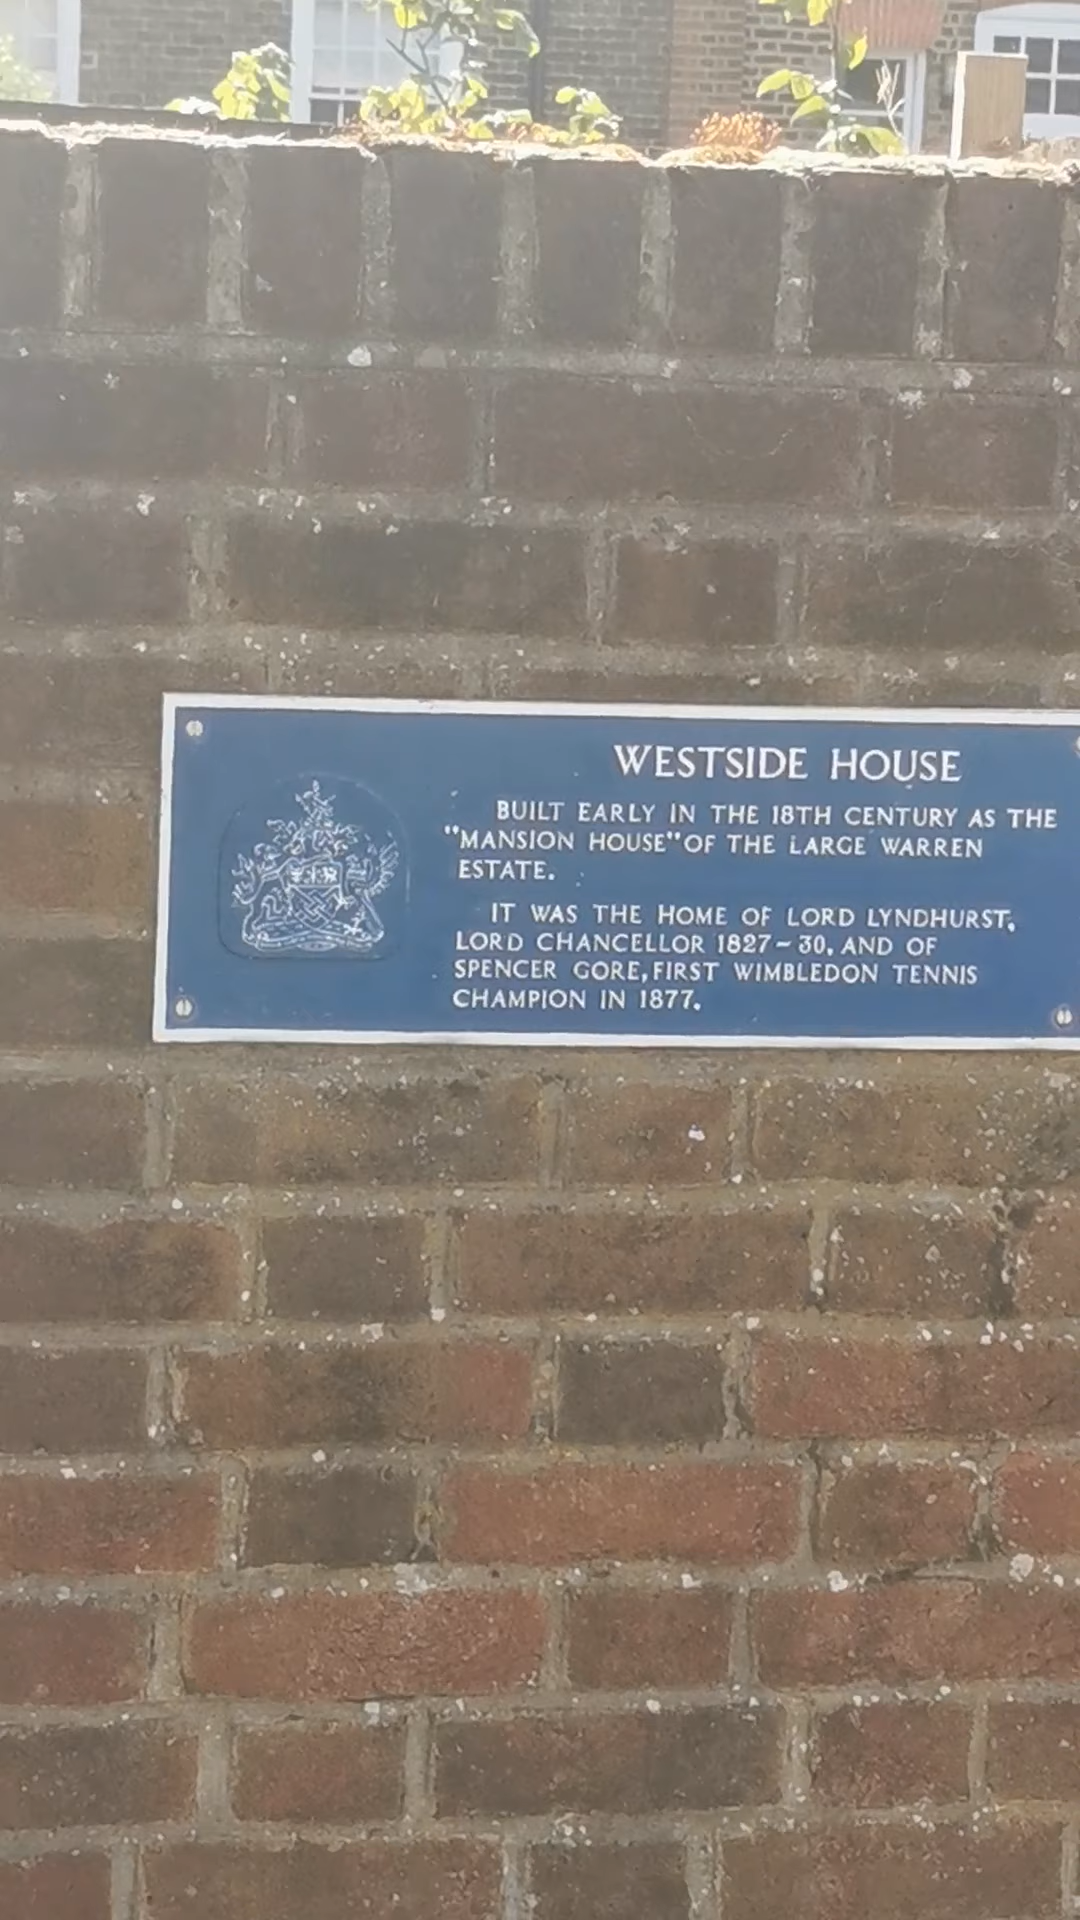 WESTSIDE HOUSE
BUILT EARLY IN THE 18TH CENTURY AS THE
"MANSION HOUSE" OF THE LARGE WARREN
ESTATE.
IT WAS THE HOME OF LORD LYNDHURST,
LORD CHANCELLOR 1827~30, AND OF
SPENCER GORE, FIRST WIMBLEDON TENNIS
CHAMPION IN 1877.